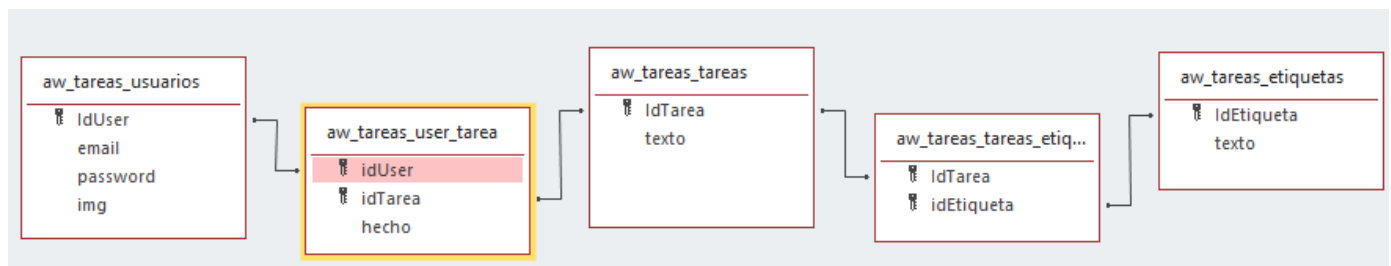 aw_tareas_usuarios
IdUser
email
password
img
aw_tareas_user_tarea
idUser
idTarea
hecho
aw_tareas_tareas
IdTarea
texto
aw_tareas_tareas_etiq...
IdTarea
idEtiqueta
aw_tareas_etiquetas
IdEtiqueta
texto